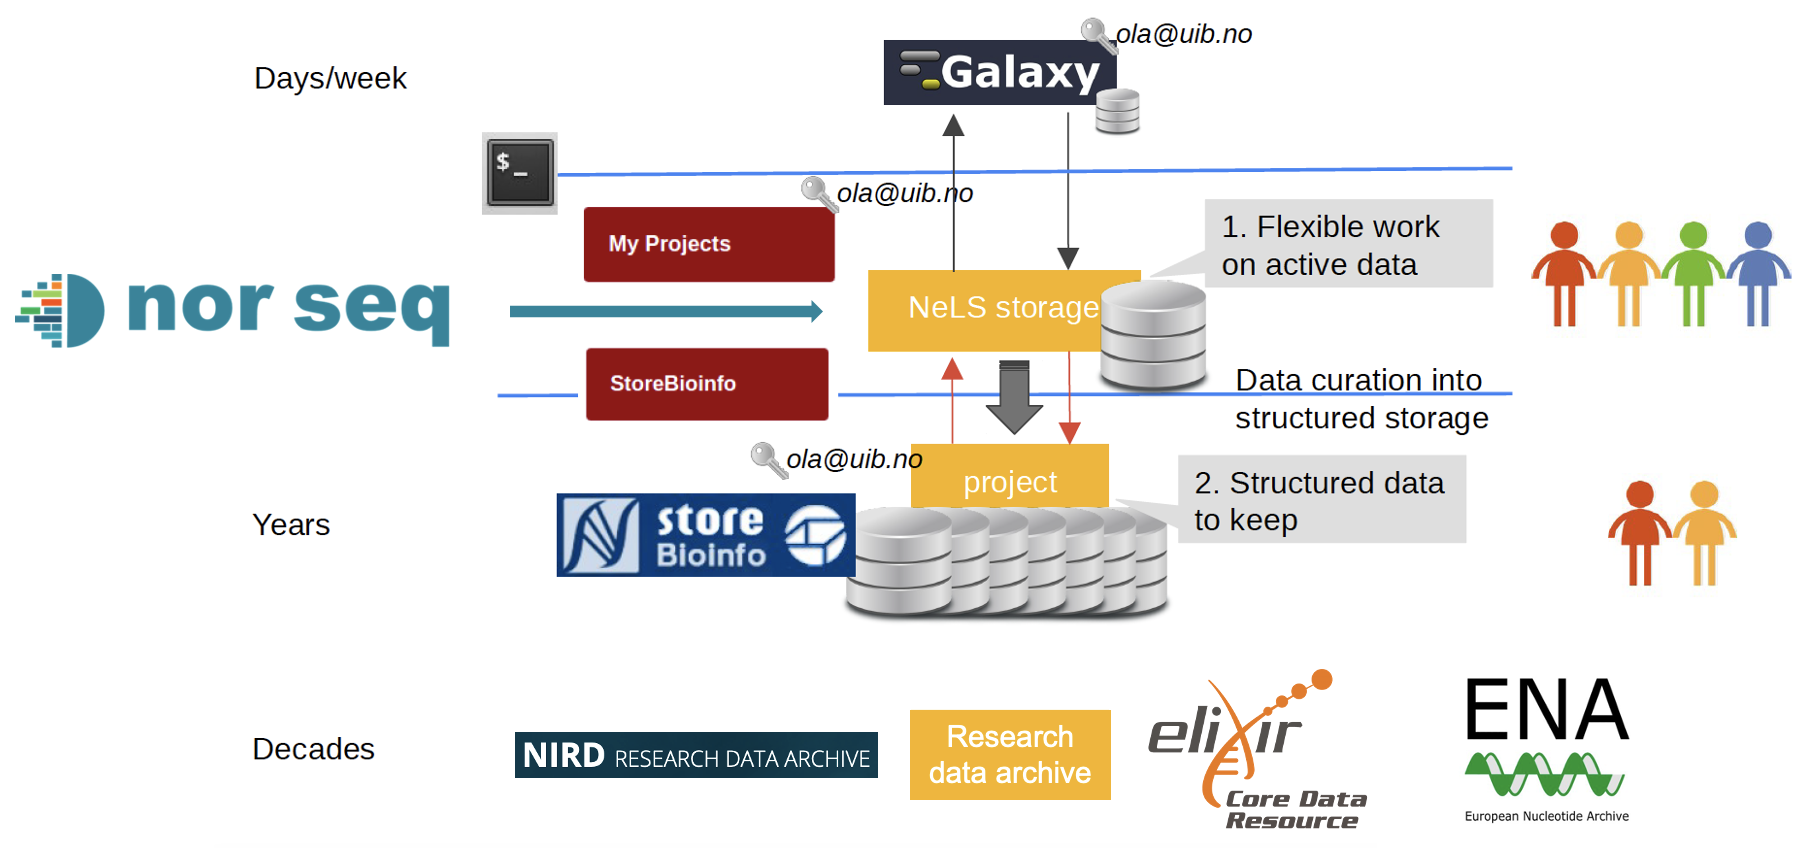 ola@uib.no
Days/week
Galaxy
$_
ola@uib.no
My Projects
1. Flexible work
on active data
nor seq
NeLS storage
StoreBioinfo
Data curation into
structured storage
ola@uib.no
project
2. Structured data
to keep
Years
store
Bioinfo
Decades
NIRD RESEARCH DATA ARCHIVE
Research
data archive
elixir
Core Data
Resource
ENA
European Nucleotide Archive